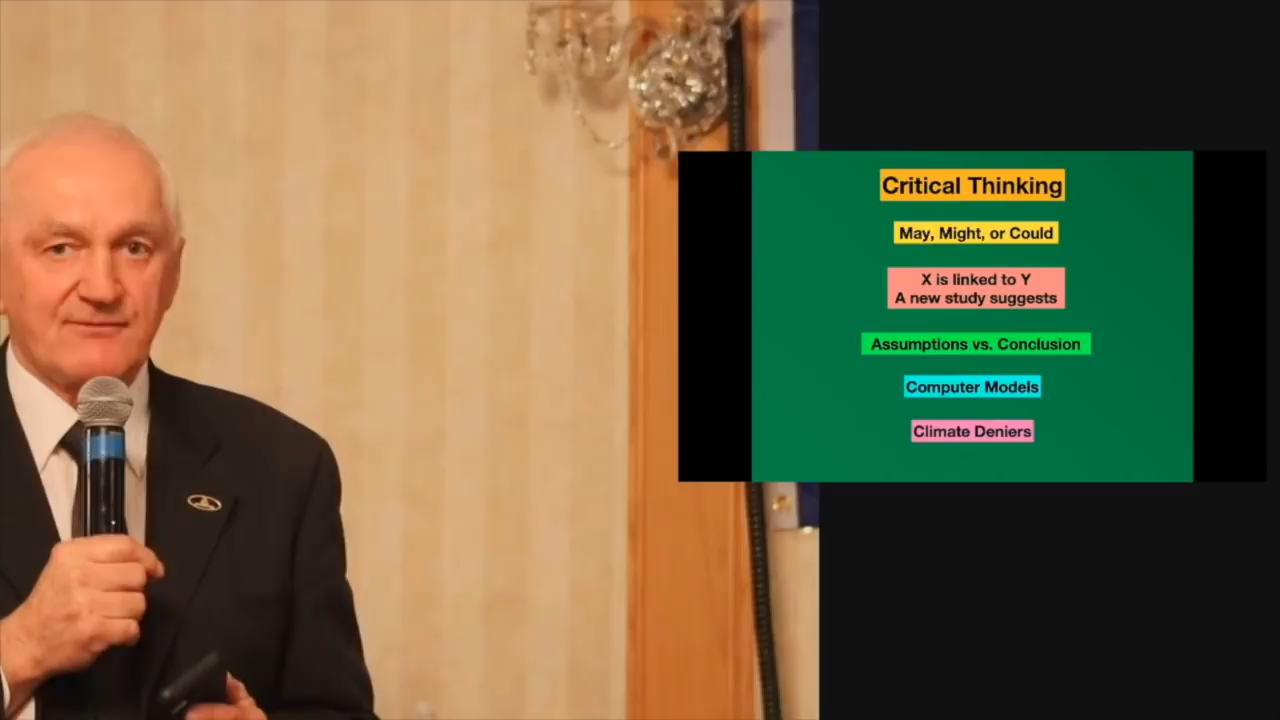 Critical Thinking
May, Might, or Could
X is linked to Y
A new study suggests
Assumptions vs. Conclusion
Computer Models
Climate Deniers